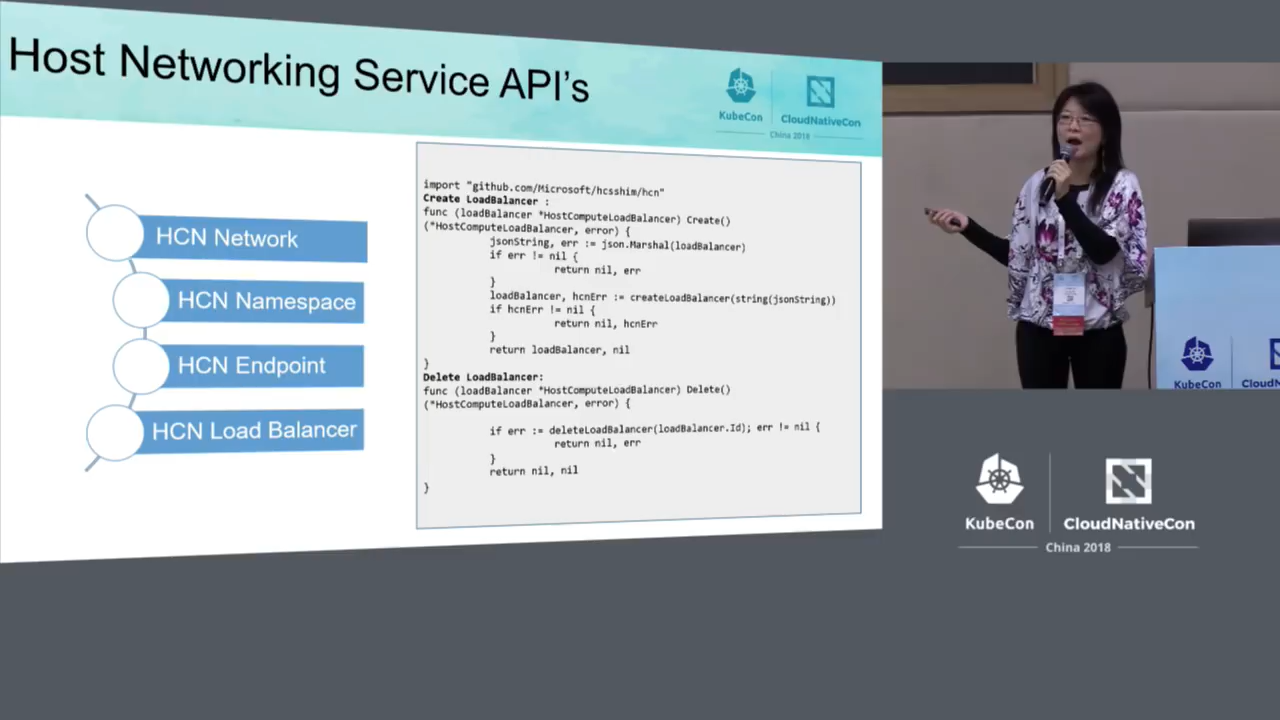 Host Networking Service API's
KubeCon
CloudNativeCon
China 2018
HCN Network
HCN Namespace
HCN Endpoint
HCN Load Balancer
import "github.com/Microsoft/hcsshim/hcn"
Create LoadBalancer :
func (loadBalancer *HostComputeLoadBalancer) Create()
(*HostComputeLoadBalancer, error) {
jsonString, err := json.Marshal(loadBalancer)
if err != nil {
return nil, err
}
loadBalancer, hcnErr := createLoadBalancer(string(jsonString))
if hcnErr != nil {
return nil, hcnErr
}
return loadBalancer, nil
}
Delete LoadBalancer:
func (loadBalancer *HostComputeLoadBalancer) Delete()
(*HostComputeLoadBalancer, error) {
if err := deleteLoadBalancer(loadBalancer.Id); err != nil {
return nil, err
}
return nil, nil
}
KubeCon
CloudN
KubeCon
CloudNativeCon
China 2018